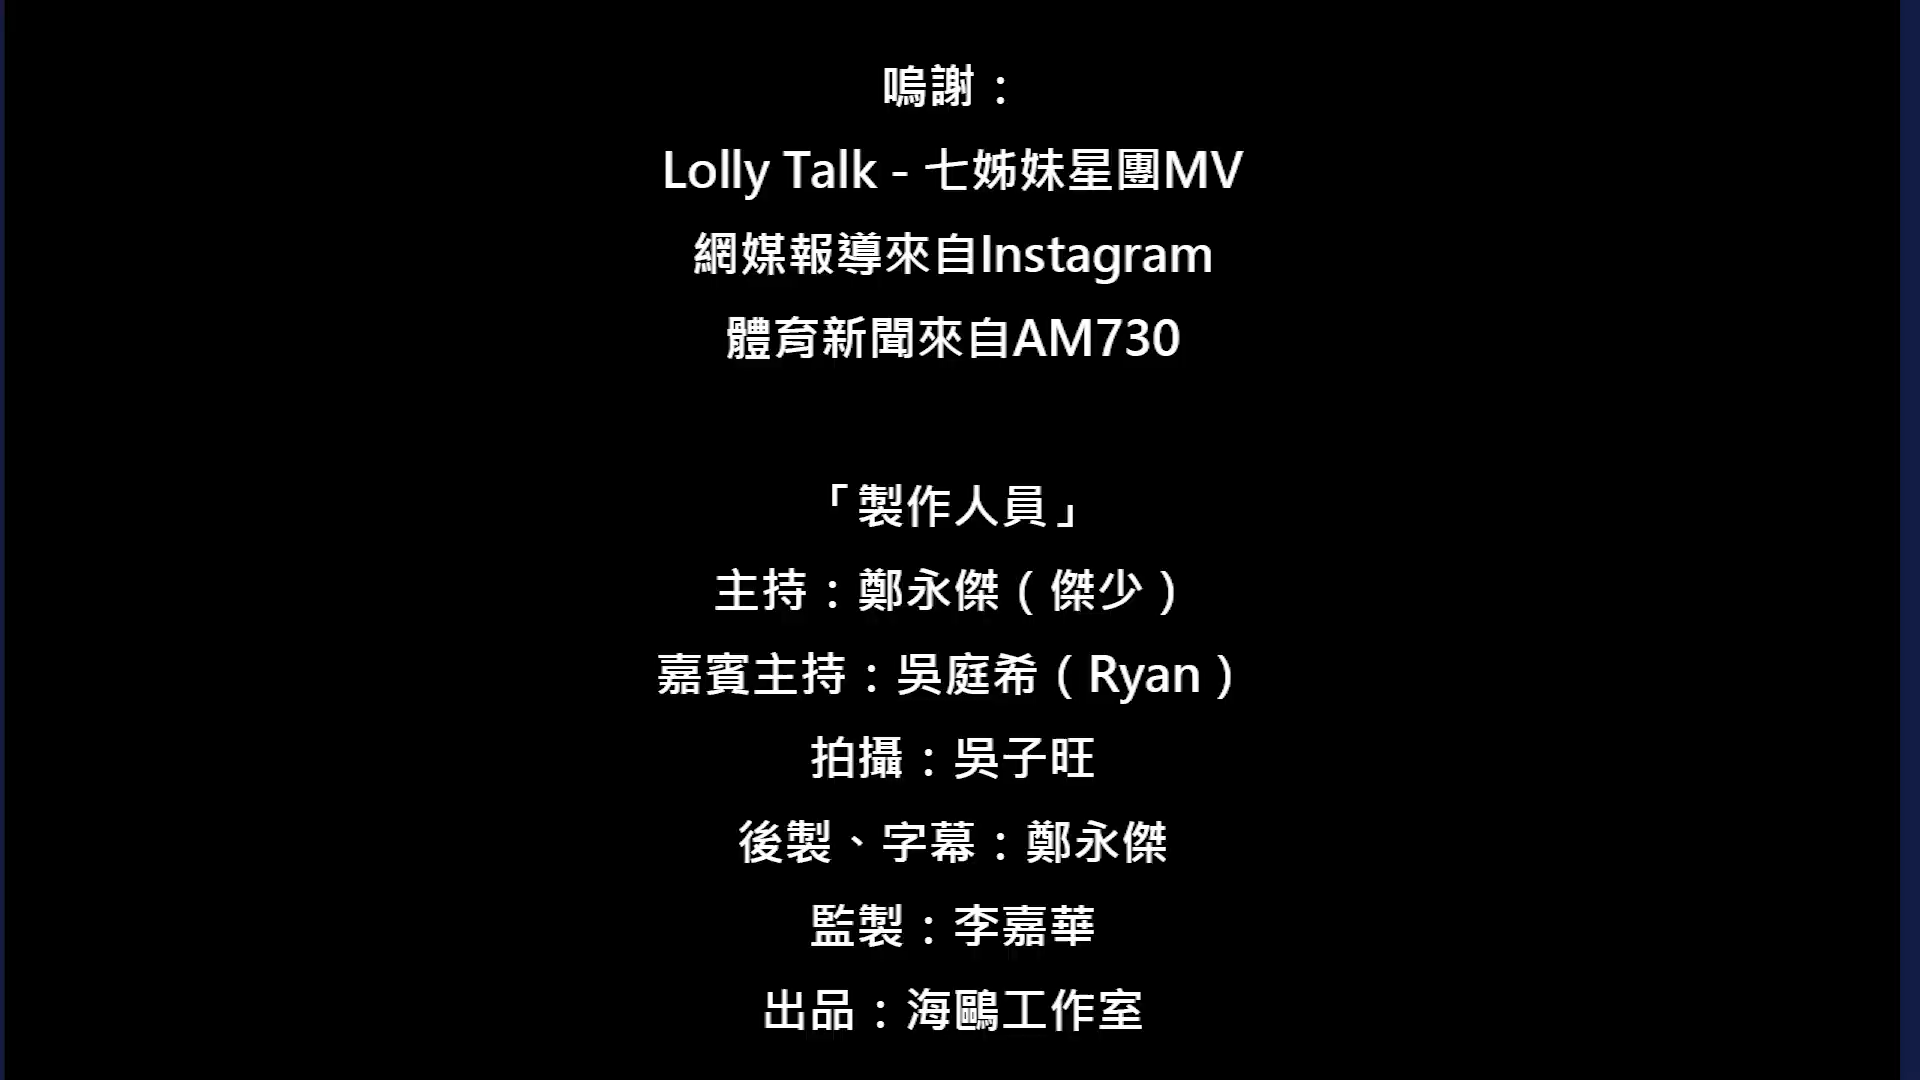 嗚謝：
Lolly Talk - 七姊妹星團MV
網媒報導來自Instagram
體育新聞來自AM730
「製作人員」
主持：鄭永傑（傑少）
嘉賓主持：吳庭希（Ryan）
拍攝：吳子旺
後製、字幕：鄭永傑
監製：李嘉華
出品：海鷗工作室